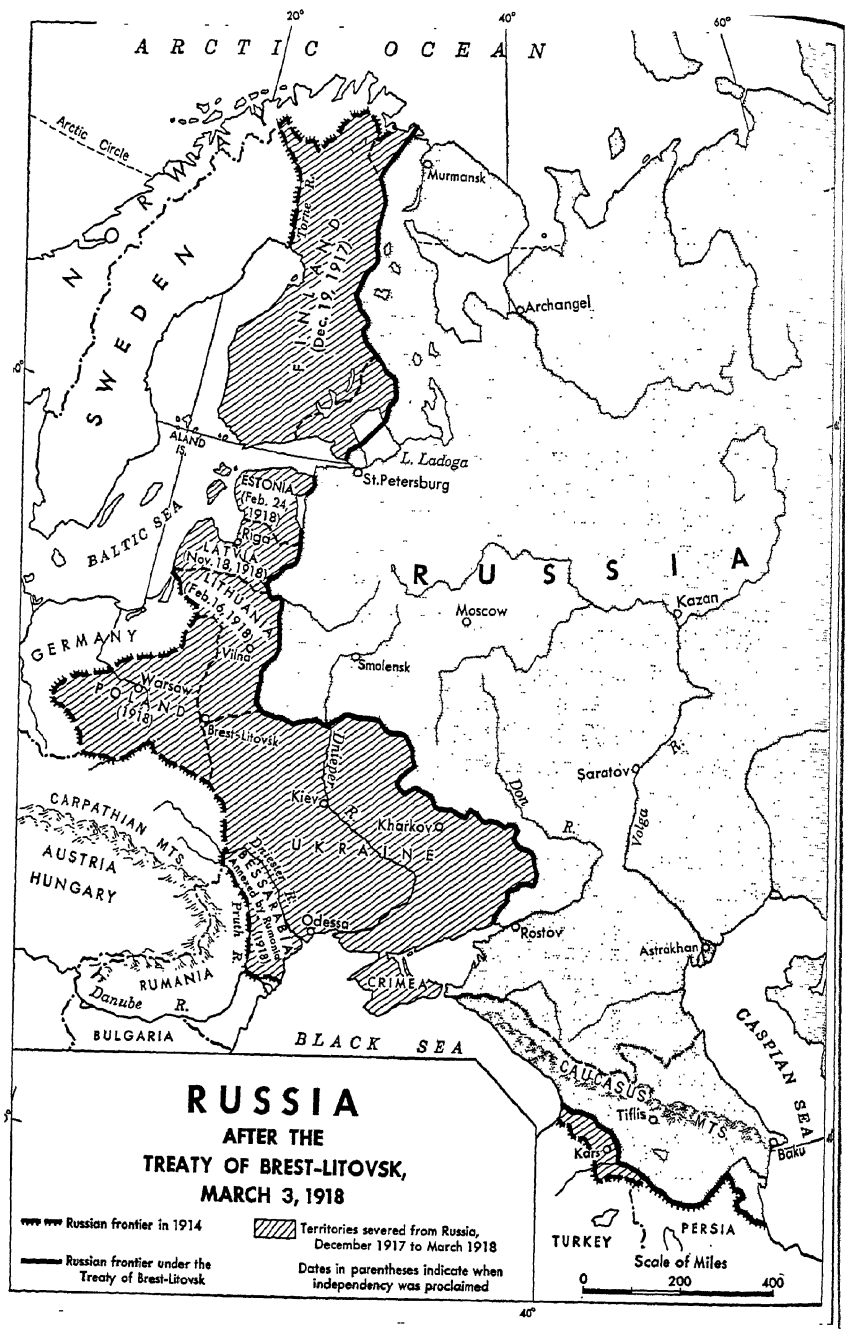 20°
40°
60°
ARCTIC OCEAN
Arctic Circle
Murmansk
NORWAY
Torne R.
SWEDEN
FINLAND
(Dec. 19, 1917)
Archangel
ALAND
IS.
L. Ladoga
St. Petersburg
ESTONIA
(Feb. 24,
1918)
BALTIC SEA
Riga
LATVIA
(Nov. 18, 1918)
LITHUANIA
(Feb. 16, 1918)
RUSSIA
Moscow
Kazan
GERMANY
Vilna
Smolensk
Warsaw
POLAND
(1918)
Brest-Litovsk
Dnieper
R.
Saratov
Volga
R.
Don
R.
Kiev
Kharkov
CARPATHIAN MTS.
UKRAINE
AUSTRIA
HUNGARY
Dniester R.
BESSARABIA
Annexed by Rumania
(1918)
Pruth R.
Odessa
Rostov
Astrakhan
RUMANIA
CRIMEA
Danube R.
BULGARIA
BLACK SEA
CASPIAN SEA
CAUCASUS MTS.
Tiflis
Kars
Baku
RUSSIA
AFTER THE
TREATY OF BREST-LITOVSK,
MARCH 3, 1918
Russian frontier in 1914
Russian frontier under the
Treaty of Brest-Litovsk
Territories severed from Russia,
December 1917 to March 1918
Dates in parentheses indicate when
independency was proclaimed
TURKEY
PERSIA
Scale of Miles
0 200 400
40°